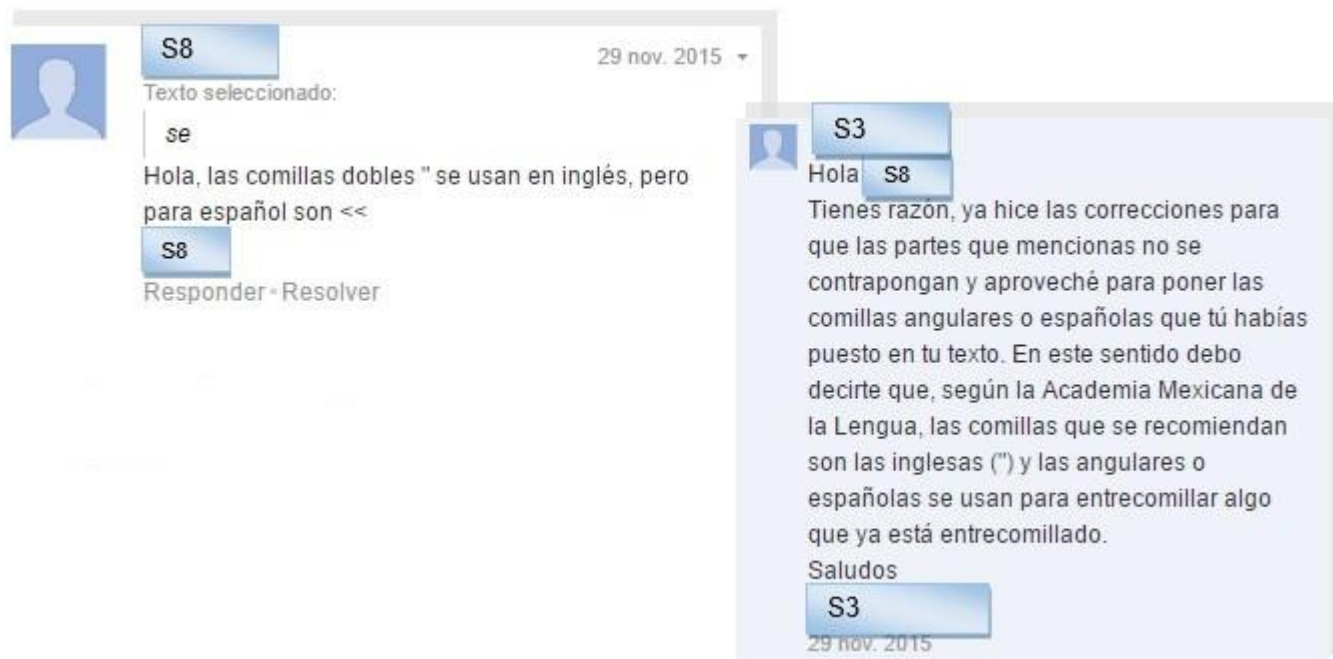 S8
29 nov. 2015
Texto seleccionado:
se
Hola, las comillas dobles " se usan en inglés, pero
para español son <<
S8
Responder • Resolver
S3
Hola S8
Tienes razón, ya hice las correcciones para
que las partes que mencionas no se
contrapongan y aproveché para poner las
comillas angulares o españolas que tú habías
puesto en tu texto. En este sentido debo
decirte que, según la Academia Mexicana de
la Lengua, las comillas que se recomiendan
son las inglesas (") y las angulares o
españolas se usan para entrecomillar algo
que ya está entrecomillado.
Saludos
S3
29 nov. 2015